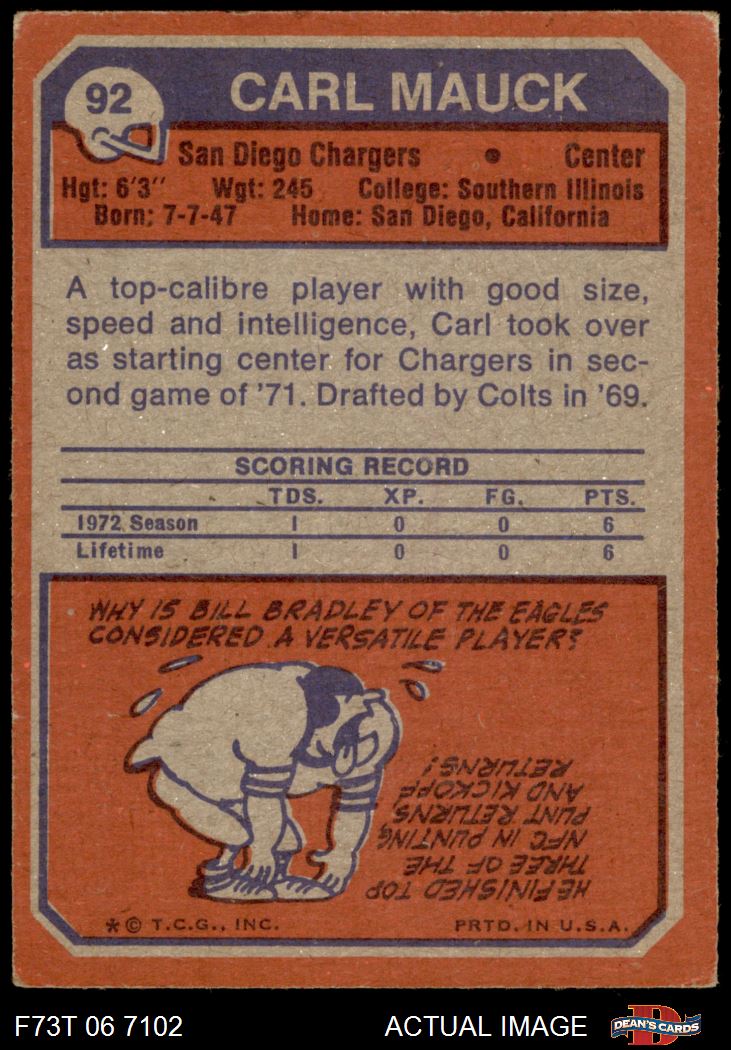 92
CARL MAUCK
San Diego Chargers • Center
Hgt: 6'3" Wgt: 245 College: Southern Illinois
Born: 7-7-47 Home: San Diego, California
A top-calibre player with good size,
speed and intelligence, Carl took over
as starting center for Chargers in sec-
ond game of '71. Drafted by Colts in '69.
SCORING RECORD
TDS. XP. FG. PTS.
1972 Season 1 0 0 6
Lifetime 1 0 0 6
WHY IS BILL BRADLEY OF THE EAGLES
CONSIDERED A VERSATILE PLAYER?
HE FINISHED TOP
THREE OF THE
NFC IN PUNTING,
PUNT RETURNS
AND KICKOFF
RETURNS!
*© T.C.G., INC. PRTD. IN U.S.A.
F73T 06 7102 ACTUAL IMAGE DEAN'S CARDS